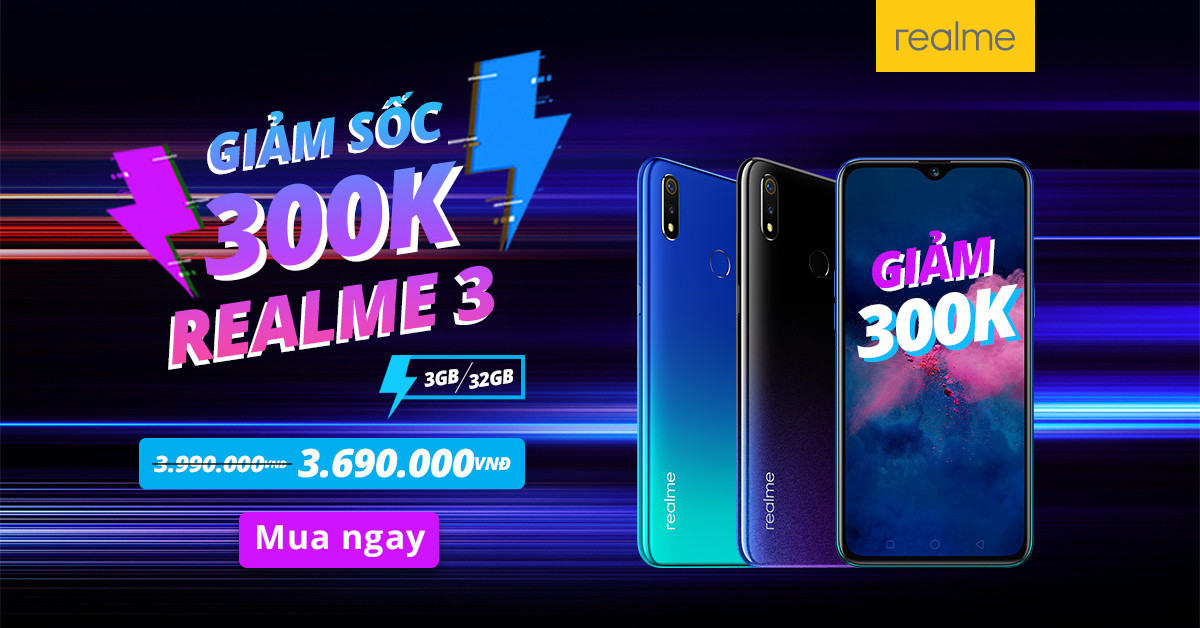 realme
GIẢM SỐC
300K
REALME 3
3GB/32GB
3.990.000VNĐ 3.690.000VNĐ
Mua ngay
realme
realme
GIẢM
300K